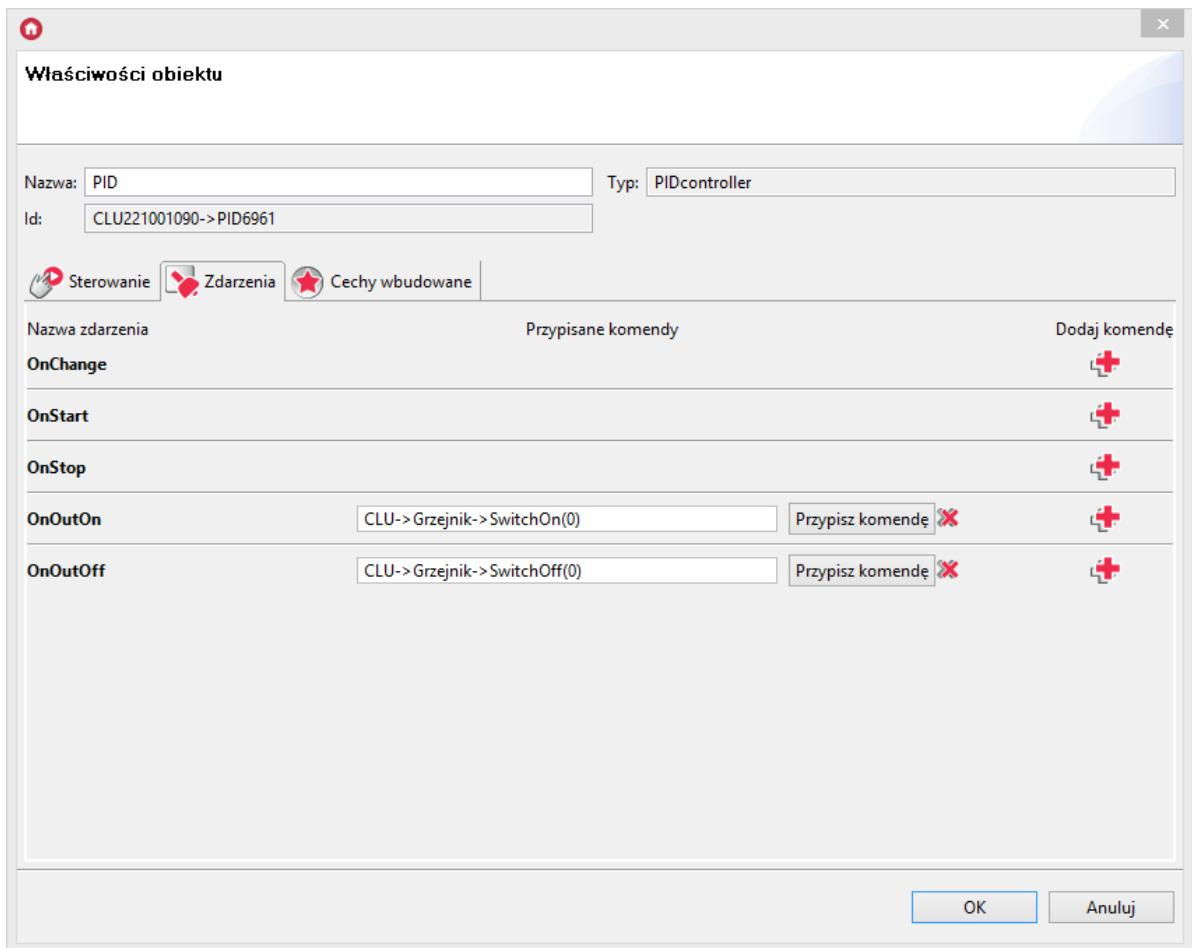 Właściwości obiektu
Nazwa: PID Typ: PIDcontroller
Id: CLU221001090->PID6961
Sterowanie Zdarzenia Cechy wbudowane
Nazwa zdarzenia Przypisane komendy Dodaj komendę
OnChange
OnStart
OnStop
OnOutOn CLU->Grzejnik->SwitchOn(0) Przypisz komendę
OnOutOff CLU->Grzejnik->SwitchOff(0) Przypisz komendę
OK Anuluj